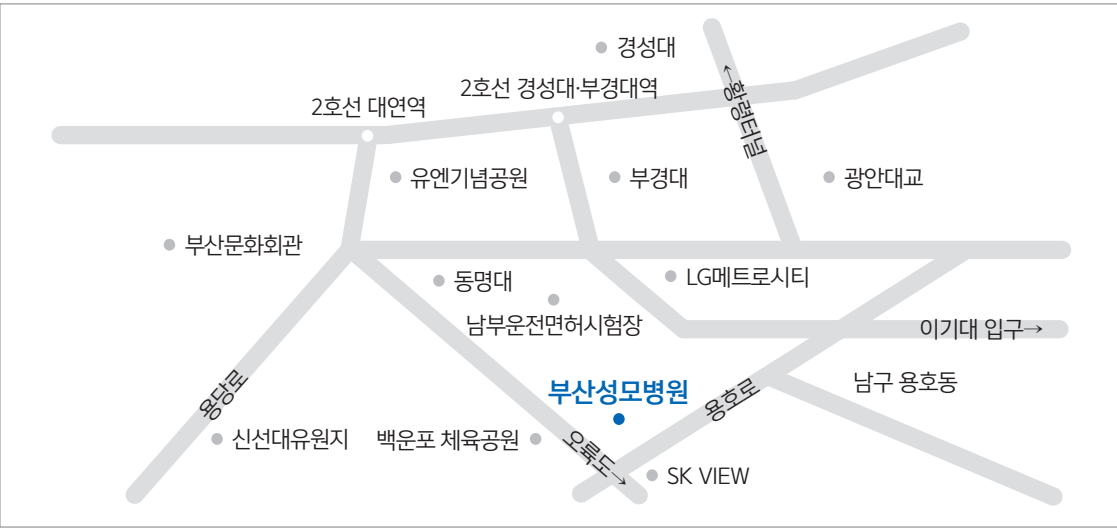 경성대
2호선 경성대·부경대역
2호선 대연역
←황령터널
유엔기념공원
부경대
광안대교
부산문화회관
동명대
LG메트로시티
남부운전면허시험장
이기대 입구→
부산성모병원
용호로
남구 용호동
용당로
신선대유원지
백운포 체육공원
오륙도→
SK VIEW